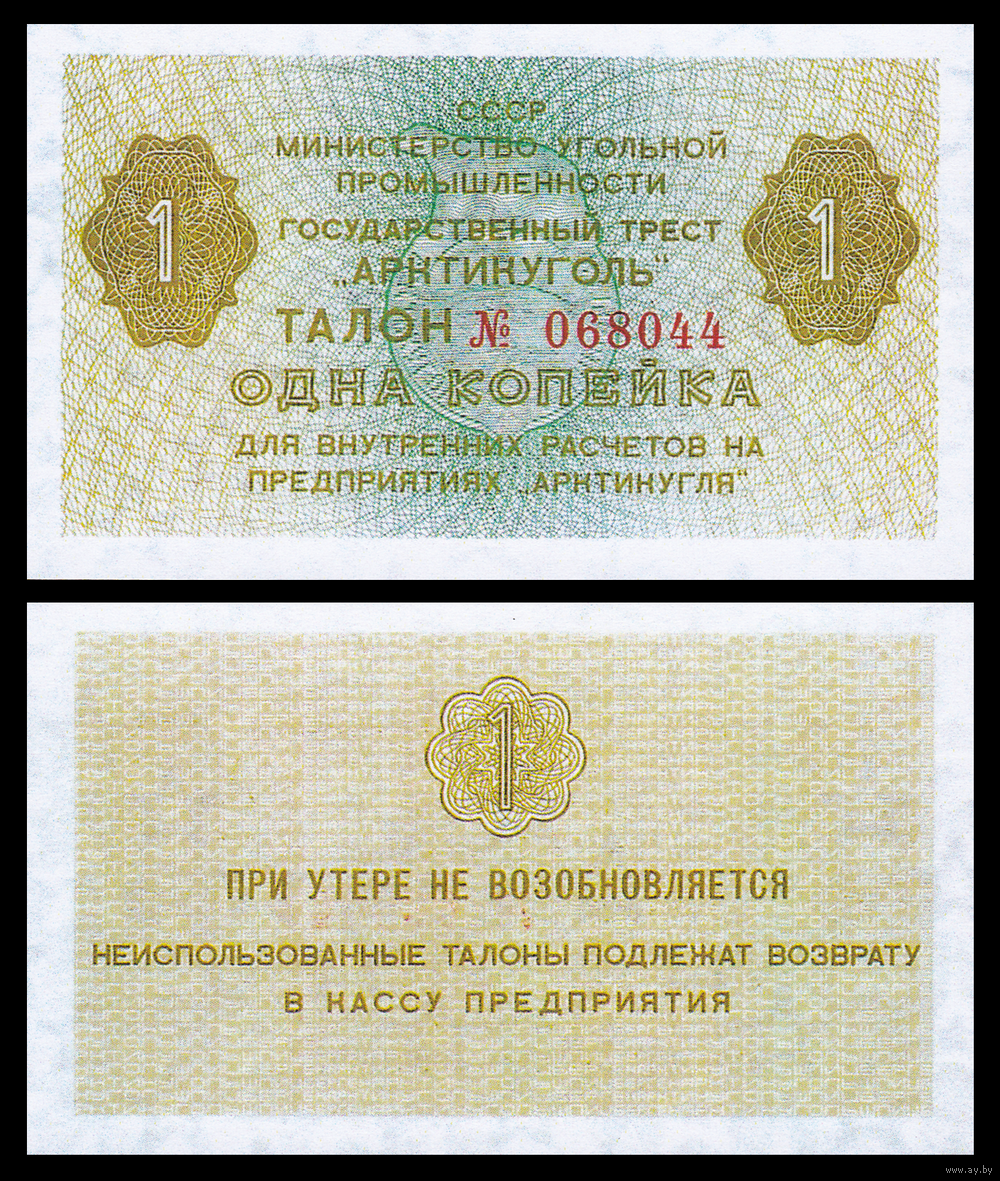 СССР
МИНИСТЕРСТВО УГОЛЬНОЙ
ПРОМЫШЛЕННОСТИ
ГОСУДАРСТВЕННЫЙ ТРЕСТ
„АРКТИКУГОЛЬ“
1
1
ТАЛОН № 068044
ОДНА КОПЕЙКА
ДЛЯ ВНУТРЕННИХ РАСЧЕТОВ НА
ПРЕДПРИЯТИЯХ „АРКТИКУГЛЯ“
1
ПРИ УТЕРЕ НЕ ВОЗОБНОВЛЯЕТСЯ
НЕИСПОЛЬЗОВАННЫЕ ТАЛОНЫ ПОДЛЕЖАТ ВОЗВРАТУ
В КАССУ ПРЕДПРИЯТИЯ
www.ay.by